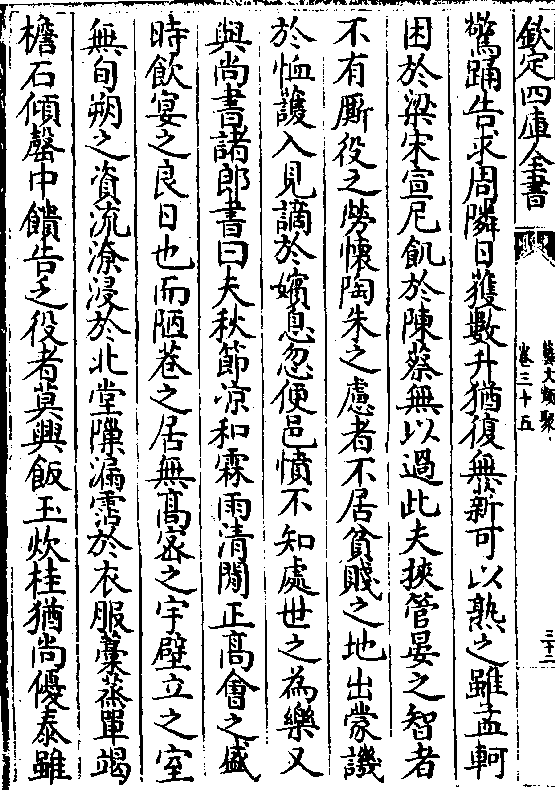 欽定四庫全書
藝文類聚
卷三十五
三十二
驚踊告求周隣日獲數升猶復無薪可以熟之雖孟軻
困於梁宋宣尼飢於陳蔡無以過此夫挾管晏之智者
不有厮役之勞懷陶朱之慮者不居貧賤之地出蒙譏
於恤謢入見謫於嬪息忽便邑憤不知處世之為樂又
與尚書諸郎書曰夫秋節凉和霖雨清閒正高會之盛
時飲宴之良日也而陋巷之居無高密之宇壁立之室
無旬朔之資流潦浸於北堂隟漏霑於衣服藁蒸單竭
檐石傾罄中饋告乏役者莫興飯玉炊桂猶尚優泰雖